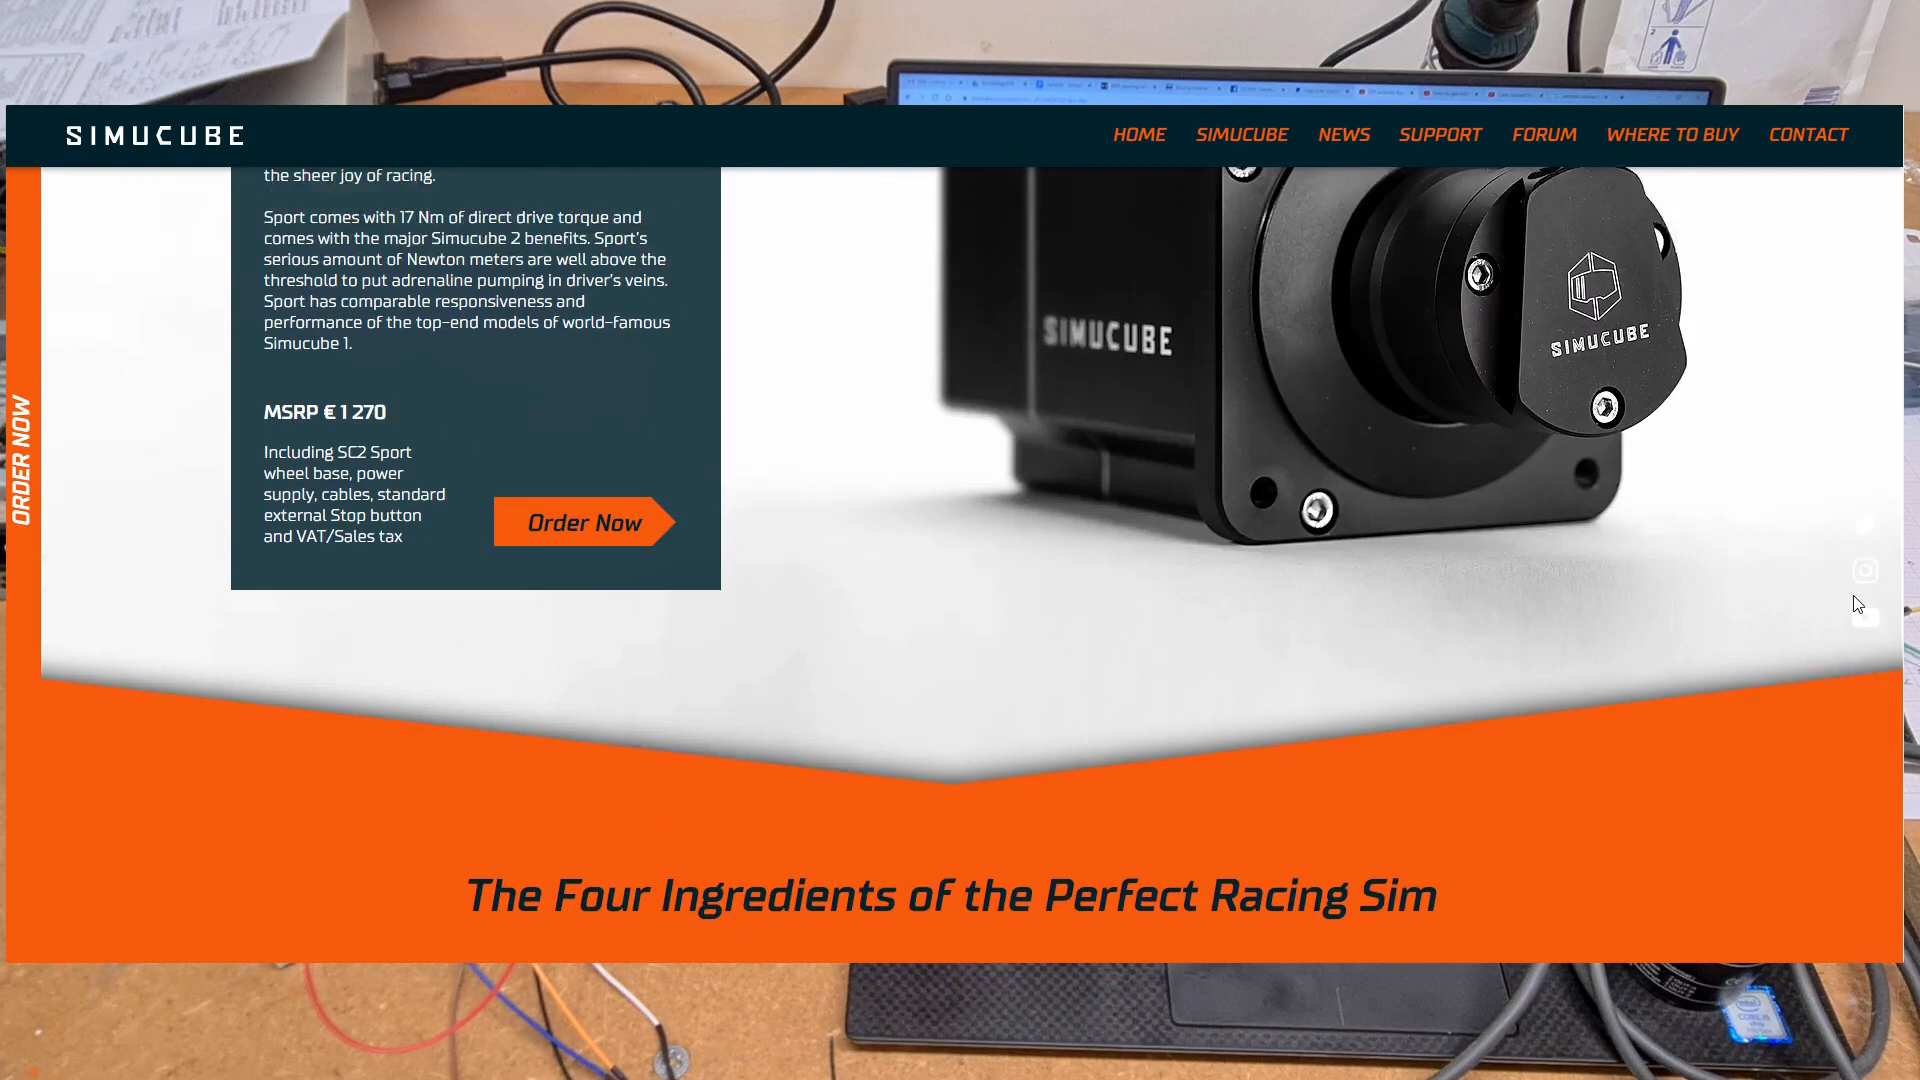 SIMUCUBE
HOME SIMUCUBE NEWS SUPPORT FORUM WHERE TO BUY CONTACT
the sheer joy of racing.
Sport comes with 17 Nm of direct drive torque and
comes with the major Simucube 2 benefits. Sport's
serious amount of Newton meters are well above the
threshold to put adrenaline pumping in driver's veins.
Sport has comparable responsiveness and
performance of the top-end models of world-famous
Simucube 1.
MSRP € 1 270
Including SC2 Sport
wheel base, power
supply, cables, standard
external Stop button
and VAT/Sales tax
Order Now
ORDER NOW
SIMUCUBE
SIMUCUBE
The Four Ingredients of the Perfect Racing Sim
CORE i9